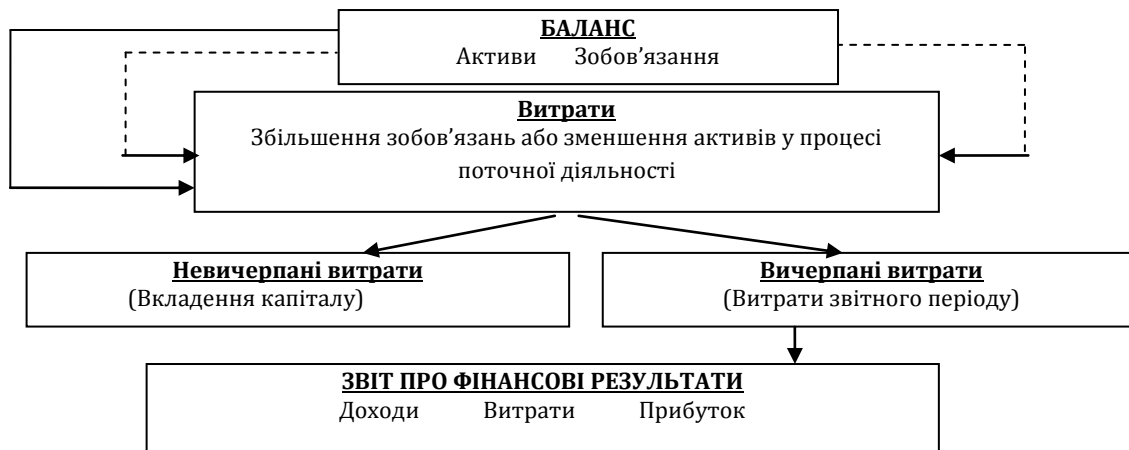 БАЛАНС
Активи Зобов’язання
Витрати
Збільшення зобов’язань або зменшення активів у процесі
поточної діяльності
Невичерпані витрати
(Вкладення капіталу)
Вичерпані витрати
(Витрати звітного періоду)
ЗВІТ ПРО ФІНАНСОВІ РЕЗУЛЬТАТИ
Доходи Витрати Прибуток